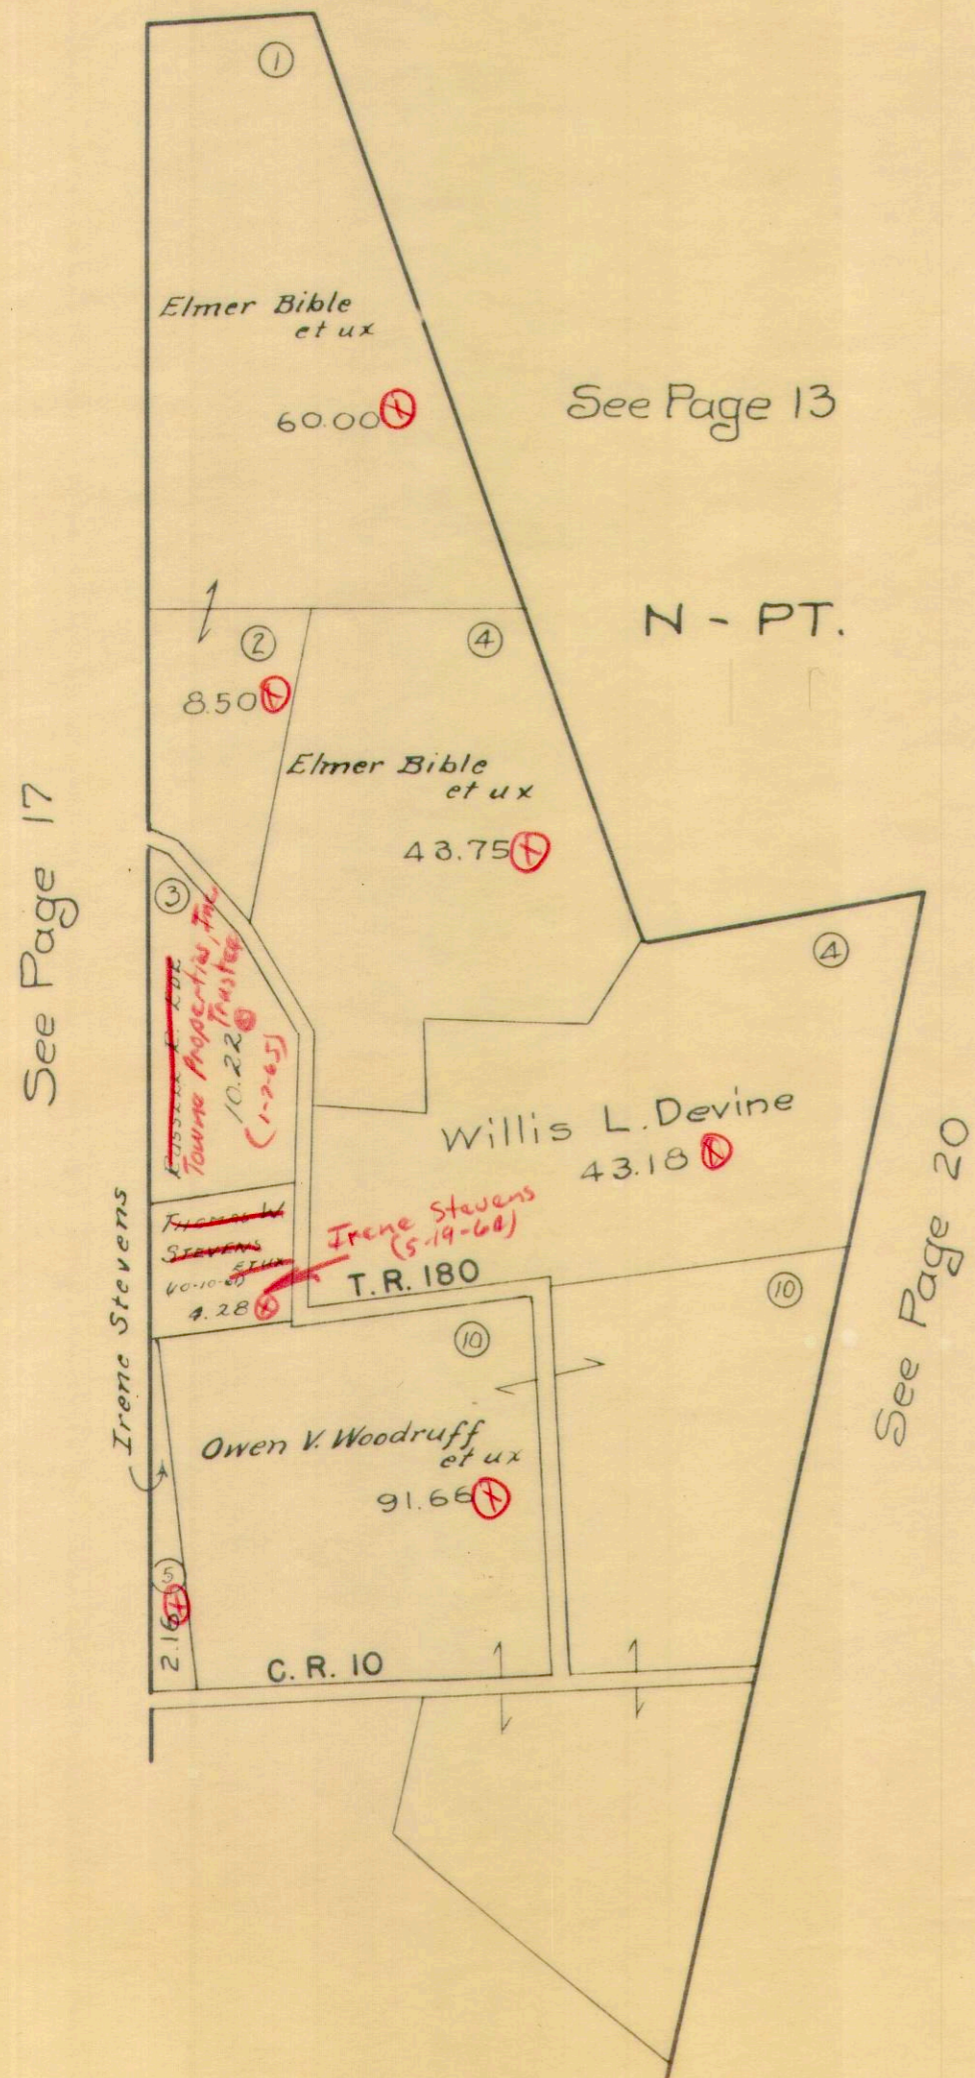 1
Elmer Bible
et ux
60.00
See Page 13
N - PT.
2
8.50
4
Elmer Bible
et ux
43.75
See Page 17
3
Towne Properties, Inc.
Trustee
10.22
(1-7-65)
4
Willis L. Devine
43.18
See Page 20
Thomas W
Stevens
et ux
4.28
Irene Stevens
T.R. 180
10
10
Irene Stevens
Owen V. Woodruff
et ux
91.66
5
2.16
C.R. 10